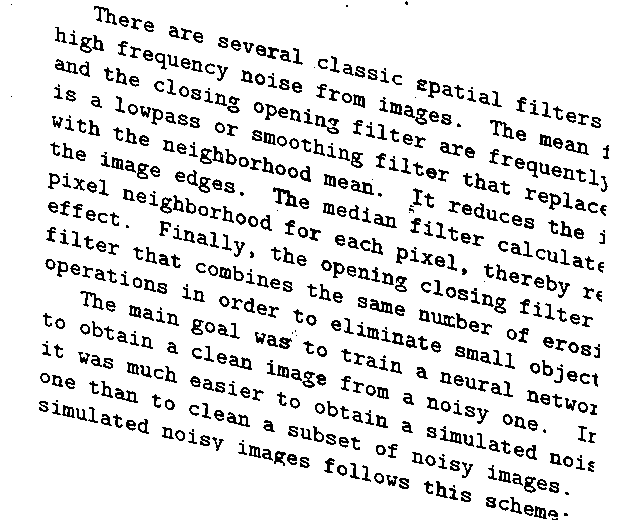 There are several classic spatial filters
high frequency noise from images. The mean f
and the closing opening filter are frequently
is a lowpass or smoothing filter that replace
with the neighborhood mean. It reduces the i
the image edges. The median filter calculate
pixel neighborhood for each pixel, thereby re
effect. Finally, the opening closing filter
filter that combines the same number of erosi
operations in order to eliminate small object
The main goal was to train a neural networ
to obtain a clean image from a noisy one. In
it was much easier to obtain a simulated nois
one than to clean a subset of noisy images.
simulated noisy images follows this scheme: